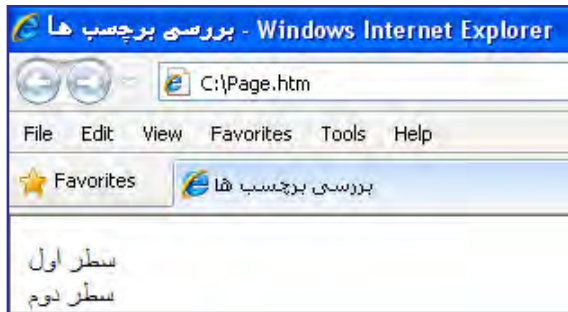 بررسی برچسب ها - Windows Internet Explorer
C:\Page.htm
File Edit View Favorites Tools Help
Favorites بررسی برچسب ها
سطر اول
سطر دوم